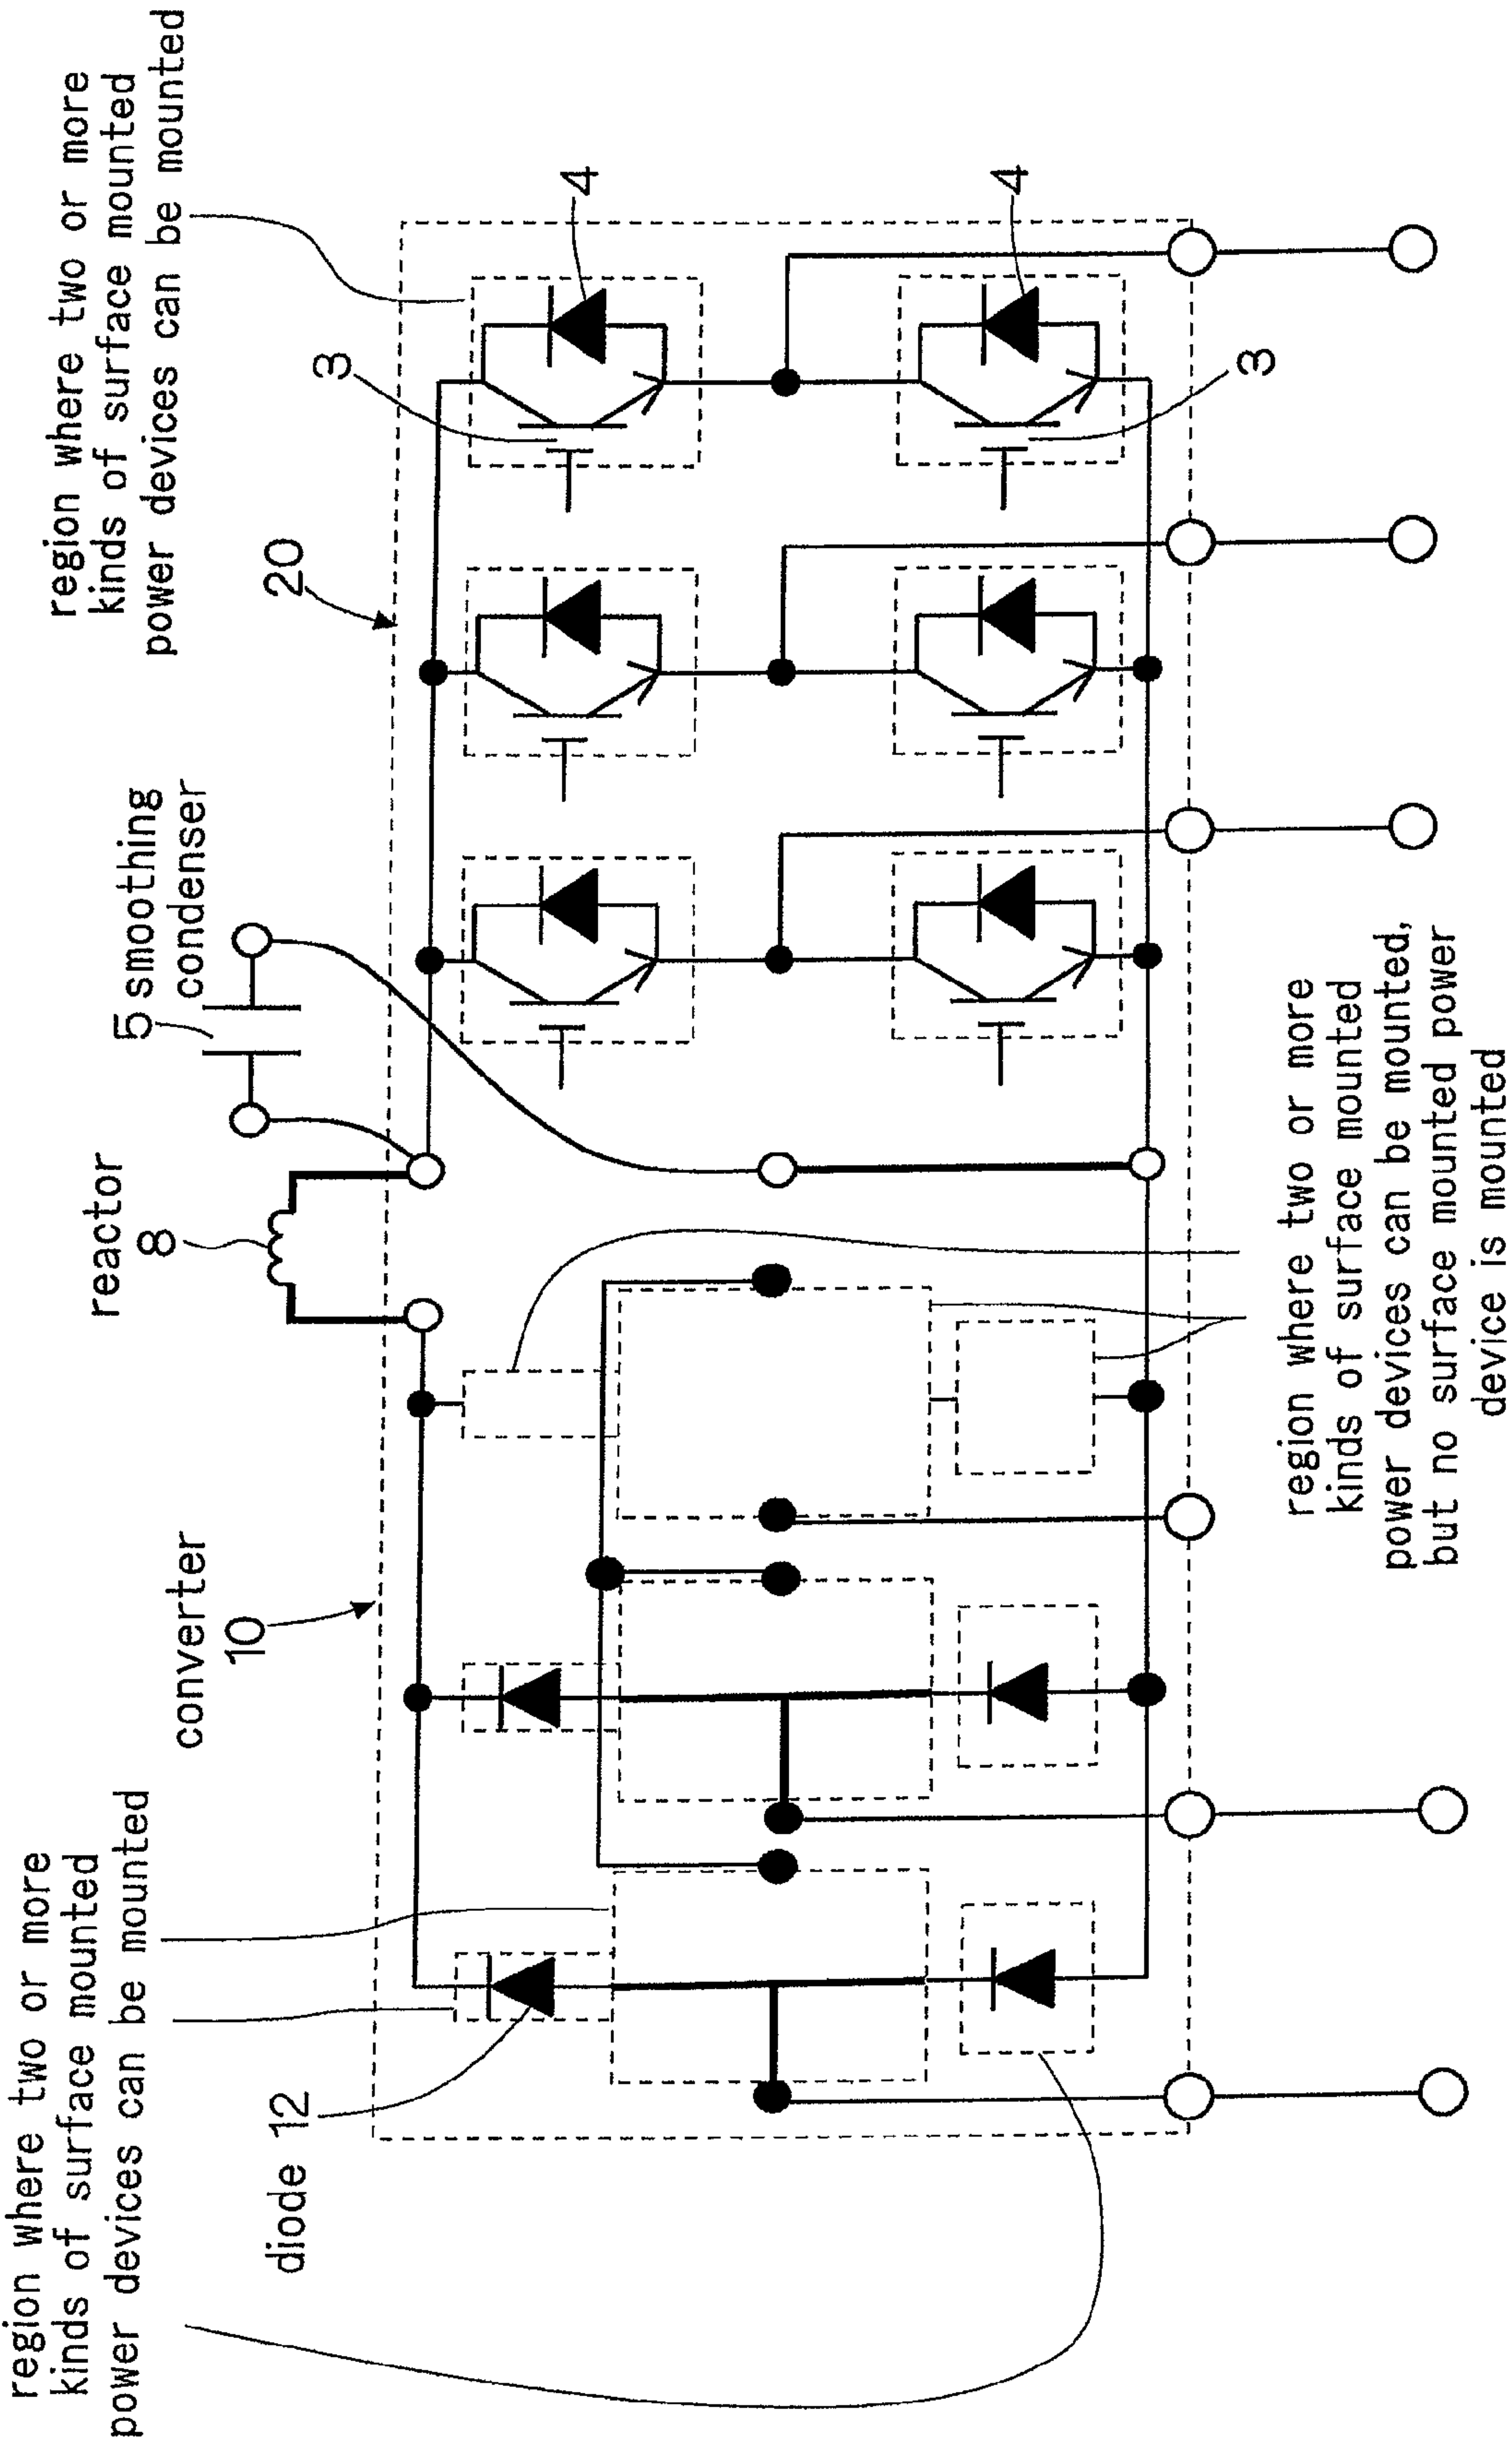 region where two or more
kinds of surface mounted
power devices can be mounted
diode 12
converter
10
reactor
8
5 smoothing
condenser
20
region where two or more
kinds of surface mounted
power devices can be mounted
3
4
3
4
region where two or more
kinds of surface mounted
power devices can be mounted,
but no surface mounted power
device is mounted